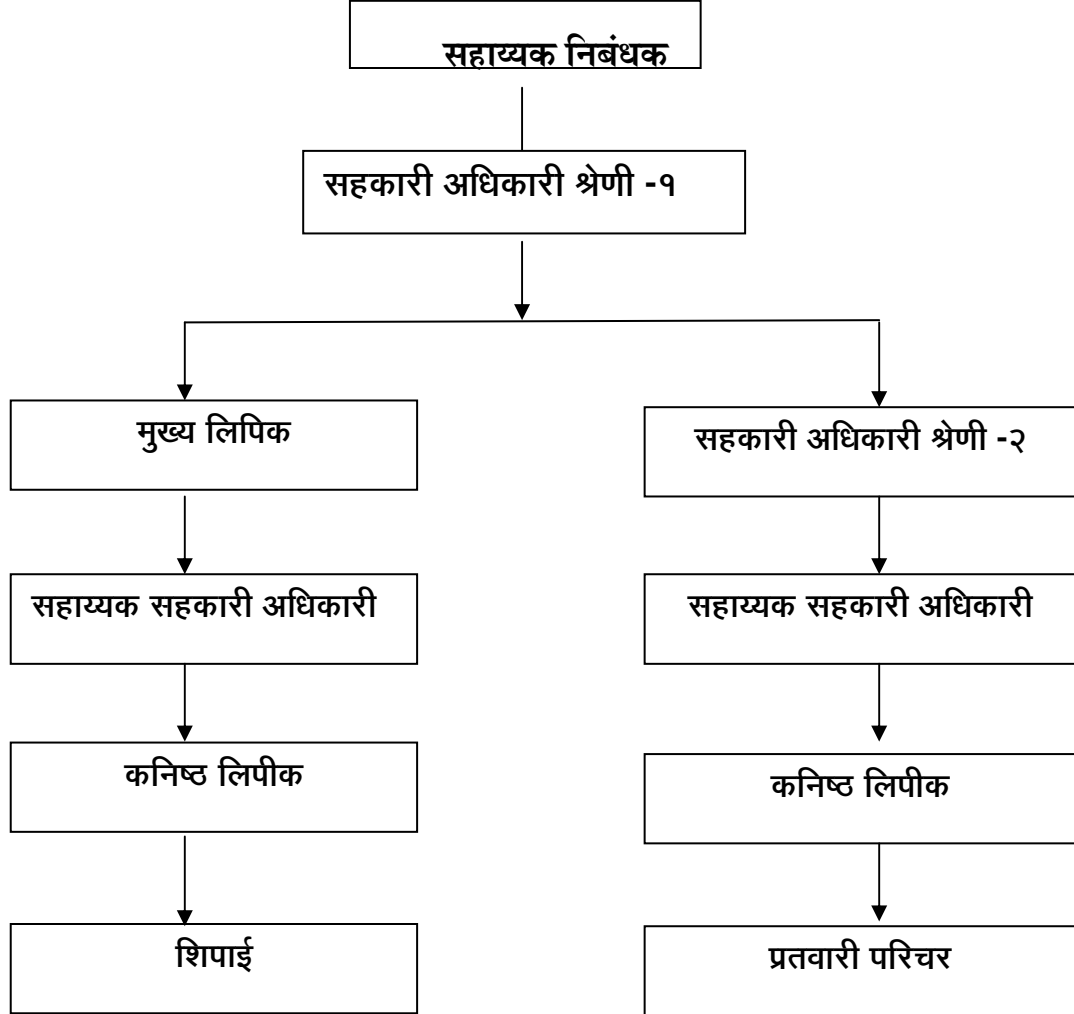 सहाय्यक निबंधक
सहकारी अधिकारी श्रेणी -१
मुख्य लिपिक
सहकारी अधिकारी श्रेणी -२
सहाय्यक सहकारी अधिकारी
सहाय्यक सहकारी अधिकारी
कनिष्ठ लिपीक
कनिष्ठ लिपीक
शिपाई
प्रतवारी परिचर